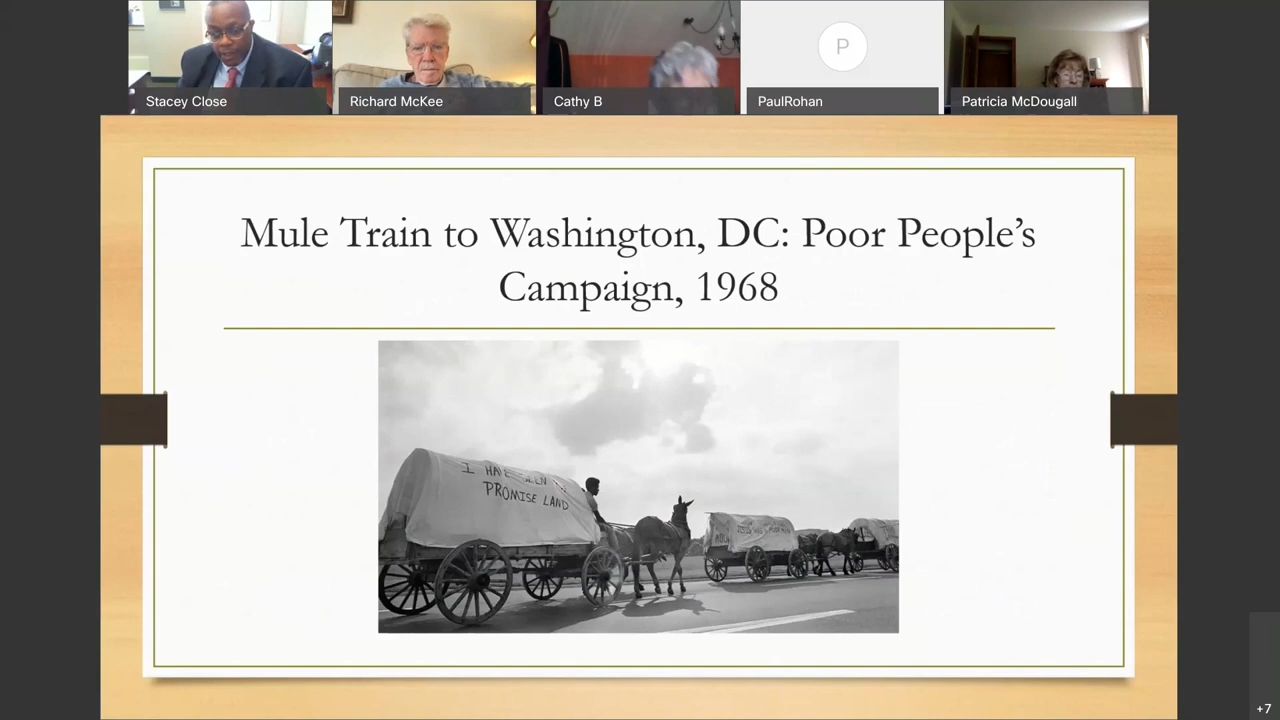 Stacey Close
Richard McKee
Cathy B
P
PaulRohan
Patricia McDougall
Mule Train to Washington, DC: Poor People’s
Campaign, 1968
I
PROMISE LAND
+7